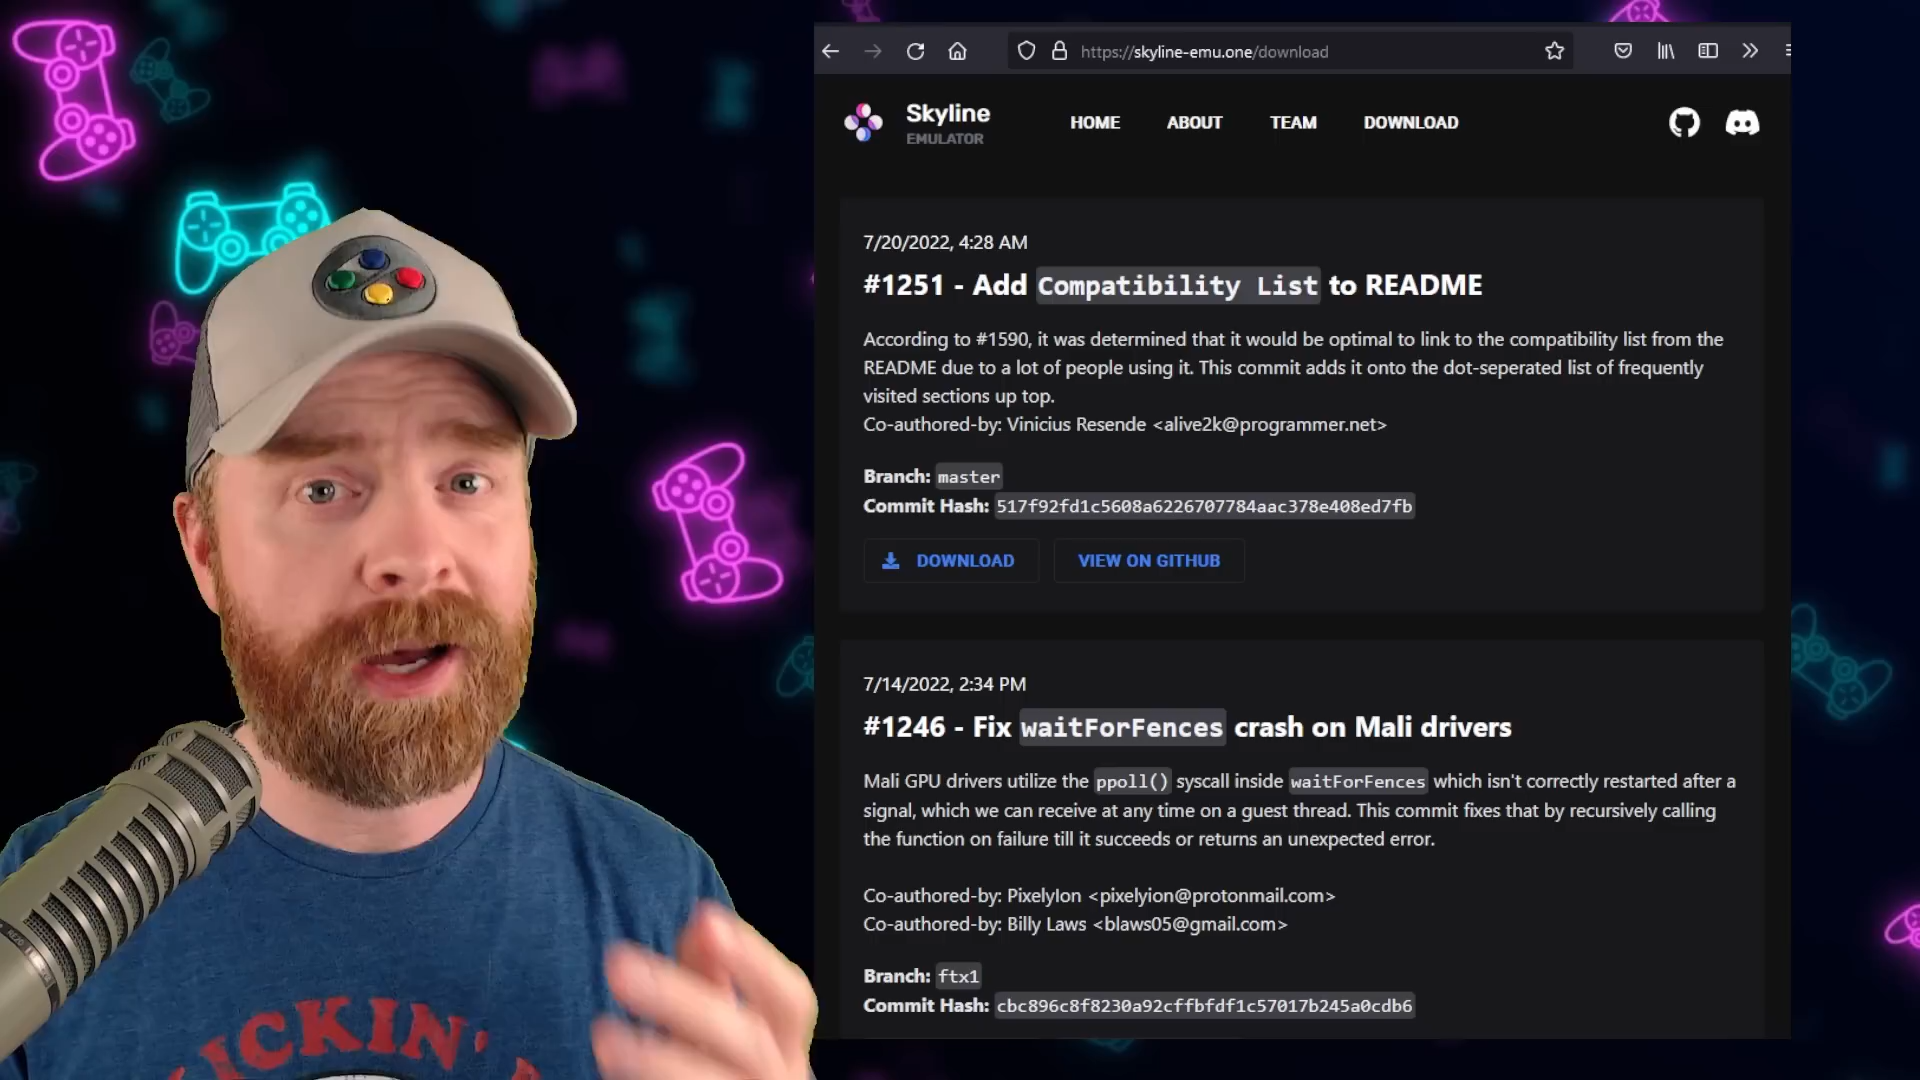 https://skyline-emu.one/download
Skyline
EMULATOR
HOME ABOUT TEAM DOWNLOAD
7/20/2022, 4:28 AM
#1251 - Add Compatibility List to README
According to #1590, it was determined that it would be optimal to link to the compatibility list from the
README due to a lot of people using it. This commit adds it onto the dot-seperated list of frequently
visited sections up top.
Co-authored-by: Vinicius Resende <alive2k@programmer.net>
Branch: master
Commit Hash: 517f92fd1c5608a6226707784aac378e408ed7fb
DOWNLOAD VIEW ON GITHUB
7/14/2022, 2:34 PM
#1246 - Fix waitForFences crash on Mali drivers
Mali GPU drivers utilize the ppoll() syscall inside waitForFences which isn't correctly restarted after a
signal, which we can receive at any time on a guest thread. This commit fixes that by recursively calling
the function on failure till it succeeds or returns an unexpected error.
Co-authored-by: PixelyIon <pixelyion@protonmail.com>
Co-authored-by: Billy Laws <blaws05@gmail.com>
Branch: ftx1
Commit Hash: cbc896c8f8230a92cffbfdf1c57017b245a0cdb6
RE20